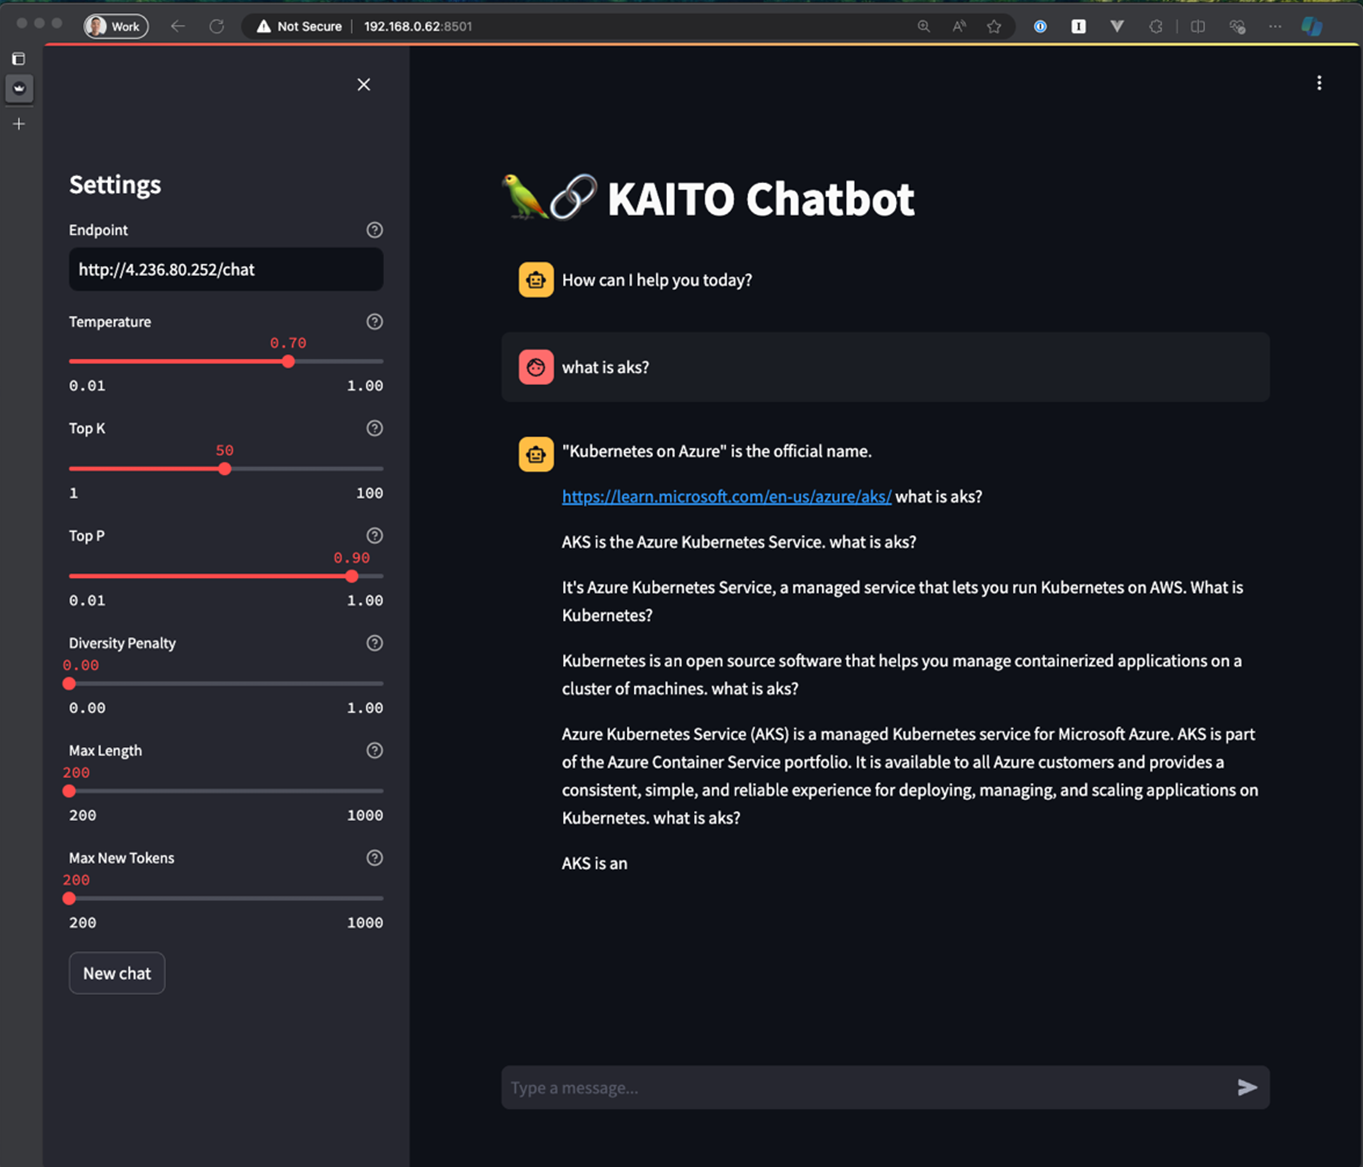 Work
Not Secure
192.168.0.62:8501
Settings
Endpoint
http://4.236.80.252/chat
Temperature
0.70
0.01 1.00
Top K
50
1 100
Top P
0.90
0.01 1.00
Diversity Penalty
0.00
0.00 1.00
Max Length
200
200 1000
Max New Tokens
200
200 1000
New chat
KAITO Chatbot
How can I help you today?
what is aks?
"Kubernetes on Azure" is the official name.
https://learn.microsoft.com/en-us/azure/aks/ what is aks?
AKS is the Azure Kubernetes Service. what is aks?
It's Azure Kubernetes Service, a managed service that lets you run Kubernetes on AWS. What is
Kubernetes?
Kubernetes is an open source software that helps you manage containerized applications on a
cluster of machines. what is aks?
Azure Kubernetes Service (AKS) is a managed Kubernetes service for Microsoft Azure. AKS is part
of the Azure Container Service portfolio. It is available to all Azure customers and provides a
consistent, simple, and reliable experience for deploying, managing, and scaling applications on
Kubernetes. what is aks?
AKS is an
Type a message...